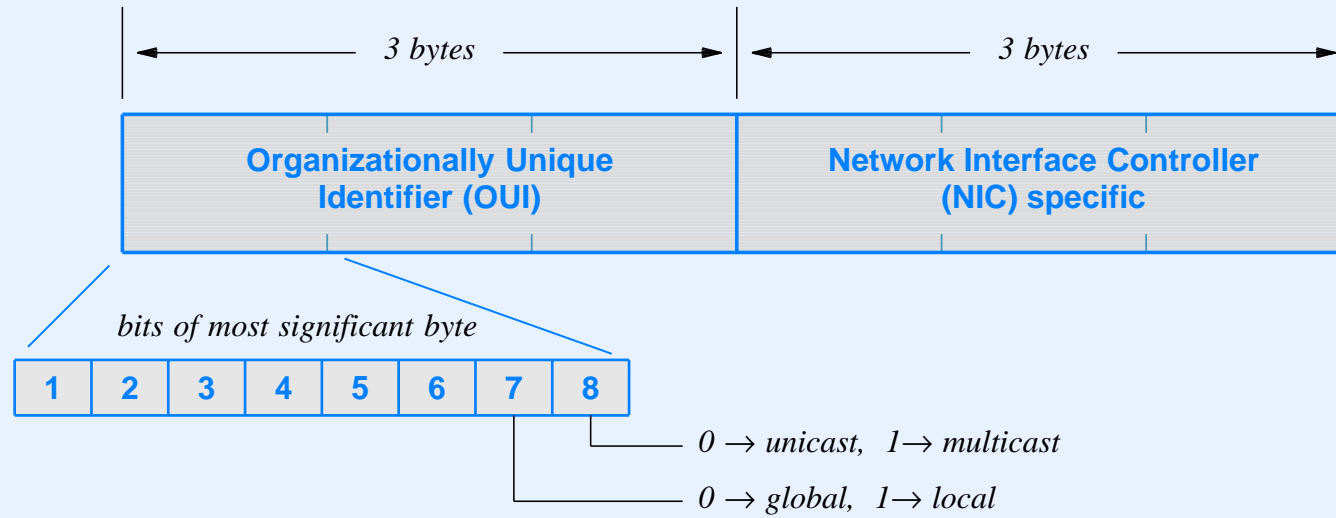 3 bytes 3 bytes
Organizationally Unique
Identifier (OUI)
Network Interface Controller
(NIC) specific
bits of most significant byte
1 2 3 4 5 6 7 8
0 → unicast, 1→ multicast
0 → global, 1→ local